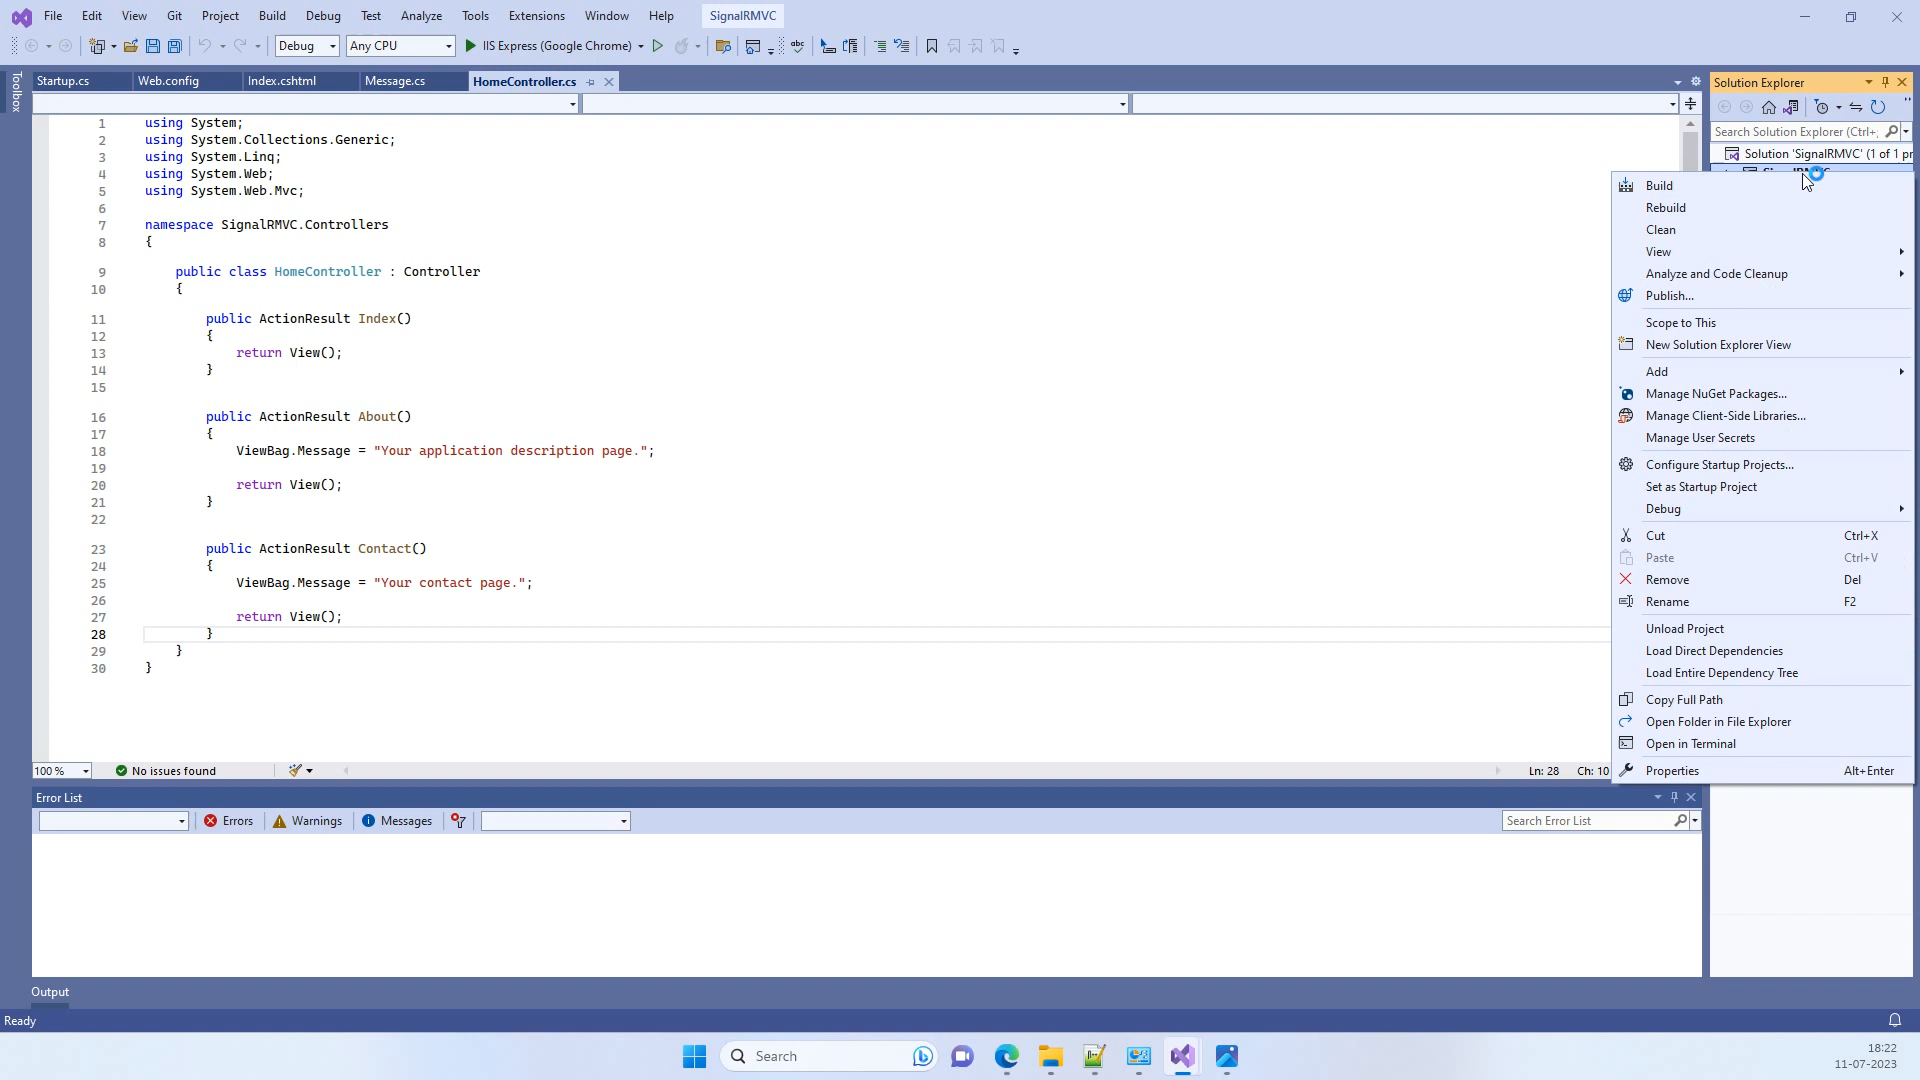 File Edit View Git Project Build Debug Test Analyze Tools Extensions Window Help SignalRMVC
Debug Any CPU IIS Express (Google Chrome)
Toolbox
Startup.cs Web.config Index.cshtml Message.cs HomeController.cs
Solution Explorer
Search Solution Explorer (Ctrl+;
Solution 'SignalRMVC' (1 of 1 pr
1 using System;
2 using System.Collections.Generic;
3 using System.Linq;
4 using System.Web;
5 using System.Web.Mvc;
6
7 namespace SignalRMVC.Controllers
8 {
9 public class HomeController : Controller
10 {
11 public ActionResult Index()
12 {
13 return View();
14 }
15
16 public ActionResult About()
17 {
18 ViewBag.Message = "Your application description page.";
19
20 return View();
21 }
22
23 public ActionResult Contact()
24 {
25 ViewBag.Message = "Your contact page.";
26
27 return View();
28 }
29 }
30 }
Build
Rebuild
Clean
View
Analyze and Code Cleanup
Publish...
Scope to This
New Solution Explorer View
Add
Manage NuGet Packages...
Manage Client-Side Libraries...
Manage User Secrets
Configure Startup Projects...
Set as Startup Project
Debug
Cut Ctrl+X
Paste Ctrl+V
Remove Del
Rename F2
Unload Project
Load Direct Dependencies
Load Entire Dependency Tree
Copy Full Path
Open Folder in File Explorer
Open in Terminal
Properties Alt+Enter
100 % No issues found Ln: 28 Ch: 10
Error List
Errors Warnings Messages Search Error List
Output
Ready
Search
18:22
11-07-2023